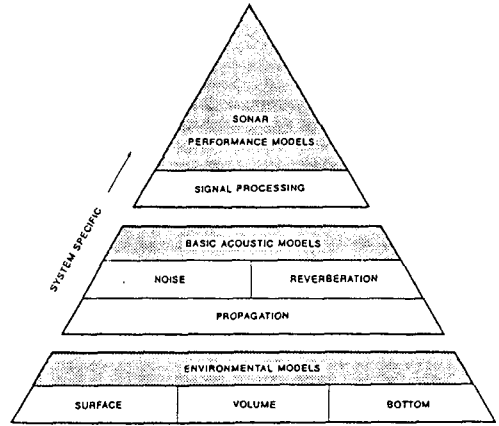 SONAR
PERFORMANCE MODELS
SIGNAL PROCESSING
SYSTEM SPECIFIC
BASIC ACOUSTIC MODELS
NOISE
REVERBERATION
PROPAGATION
ENVIRONMENTAL MODELS
SURFACE
VOLUME
BOTTOM